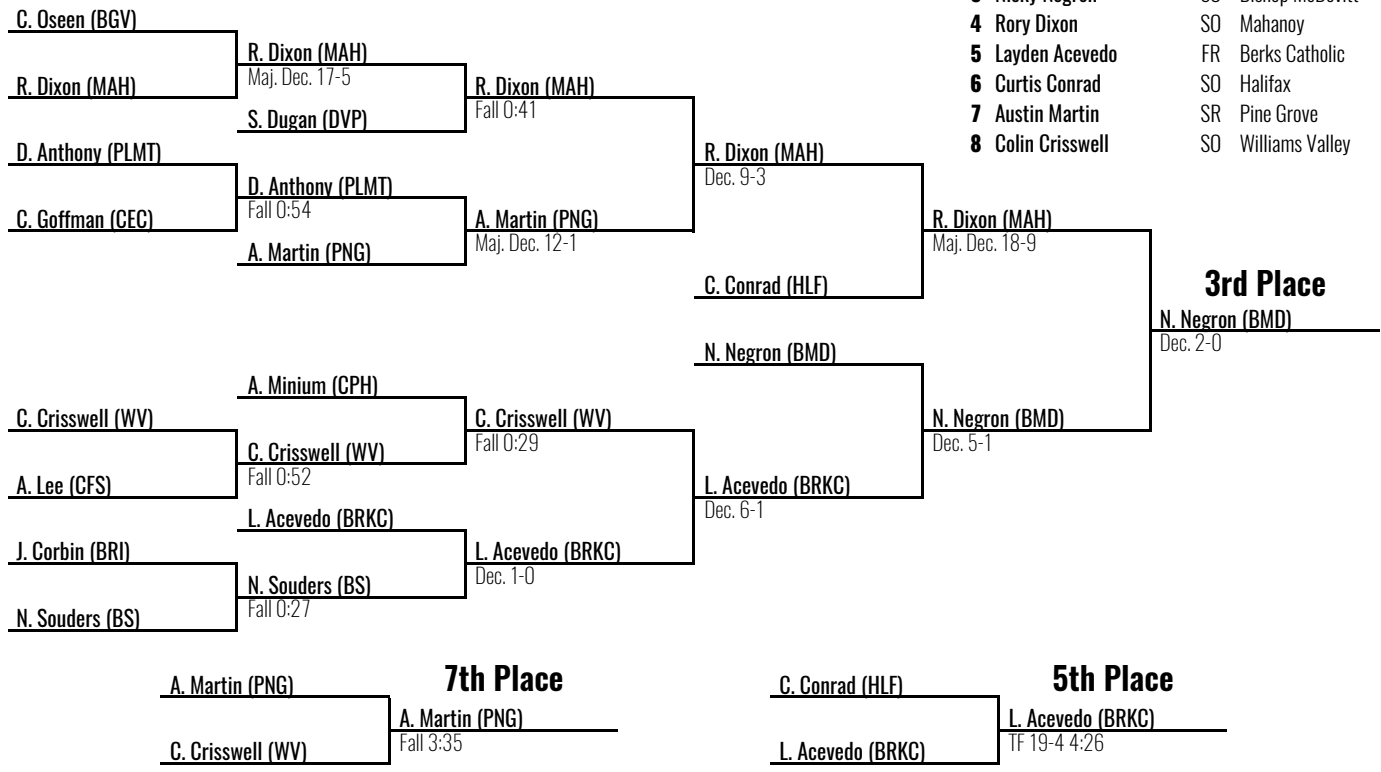 C. Oseen (BGV)
R. Dixon (MAH)
Maj. Dec. 17-5
R. Dixon (MAH)
R. Dixon (MAH)
Fall 0:41
S. Dugan (DVP)
D. Anthony (PLMT)
R. Dixon (MAH)
Dec. 9-3
D. Anthony (PLMT)
Fall 0:54
C. Goffman (CEC)
A. Martin (PNG)
Maj. Dec. 12-1
R. Dixon (MAH)
Maj. Dec. 18-9
A. Martin (PNG)
C. Conrad (HLF)
3rd Place
N. Negron (BMD)
Dec. 2-0
N. Negron (BMD)
A. Minium (CPH)
C. Crisswell (WV)
C. Crisswell (WV)
Fall 0:29
N. Negron (BMD)
Dec. 5-1
C. Crisswell (WV)
Fall 0:52
A. Lee (CFS)
L. Acevedo (BRKC)
Dec. 6-1
L. Acevedo (BRKC)
J. Corbin (BRI)
L. Acevedo (BRKC)
Dec. 1-0
N. Souders (BS)
Fall 0:27
N. Souders (BS)
4 Rory Dixon SO Mahanoy
5 Layden Acevedo FR Berks Catholic
6 Curtis Conrad SO Halifax
7 Austin Martin SR Pine Grove
8 Colin Crisswell SO Williams Valley
7th Place
A. Martin (PNG)
A. Martin (PNG)
Fall 3:35
C. Crisswell (WV)
5th Place
C. Conrad (HLF)
L. Acevedo (BRKC)
TF 19-4 4:26
L. Acevedo (BRKC)